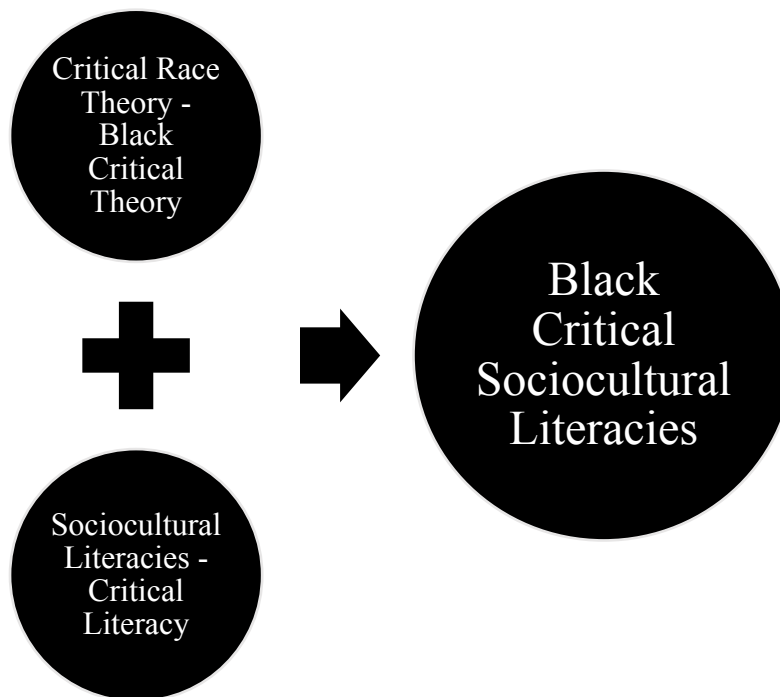 Critical Race
Theory -
Black
Critical
Theory
Black
Critical
Sociocultural
Literacies
Sociocultural
Literacies -
Critical
Literacy